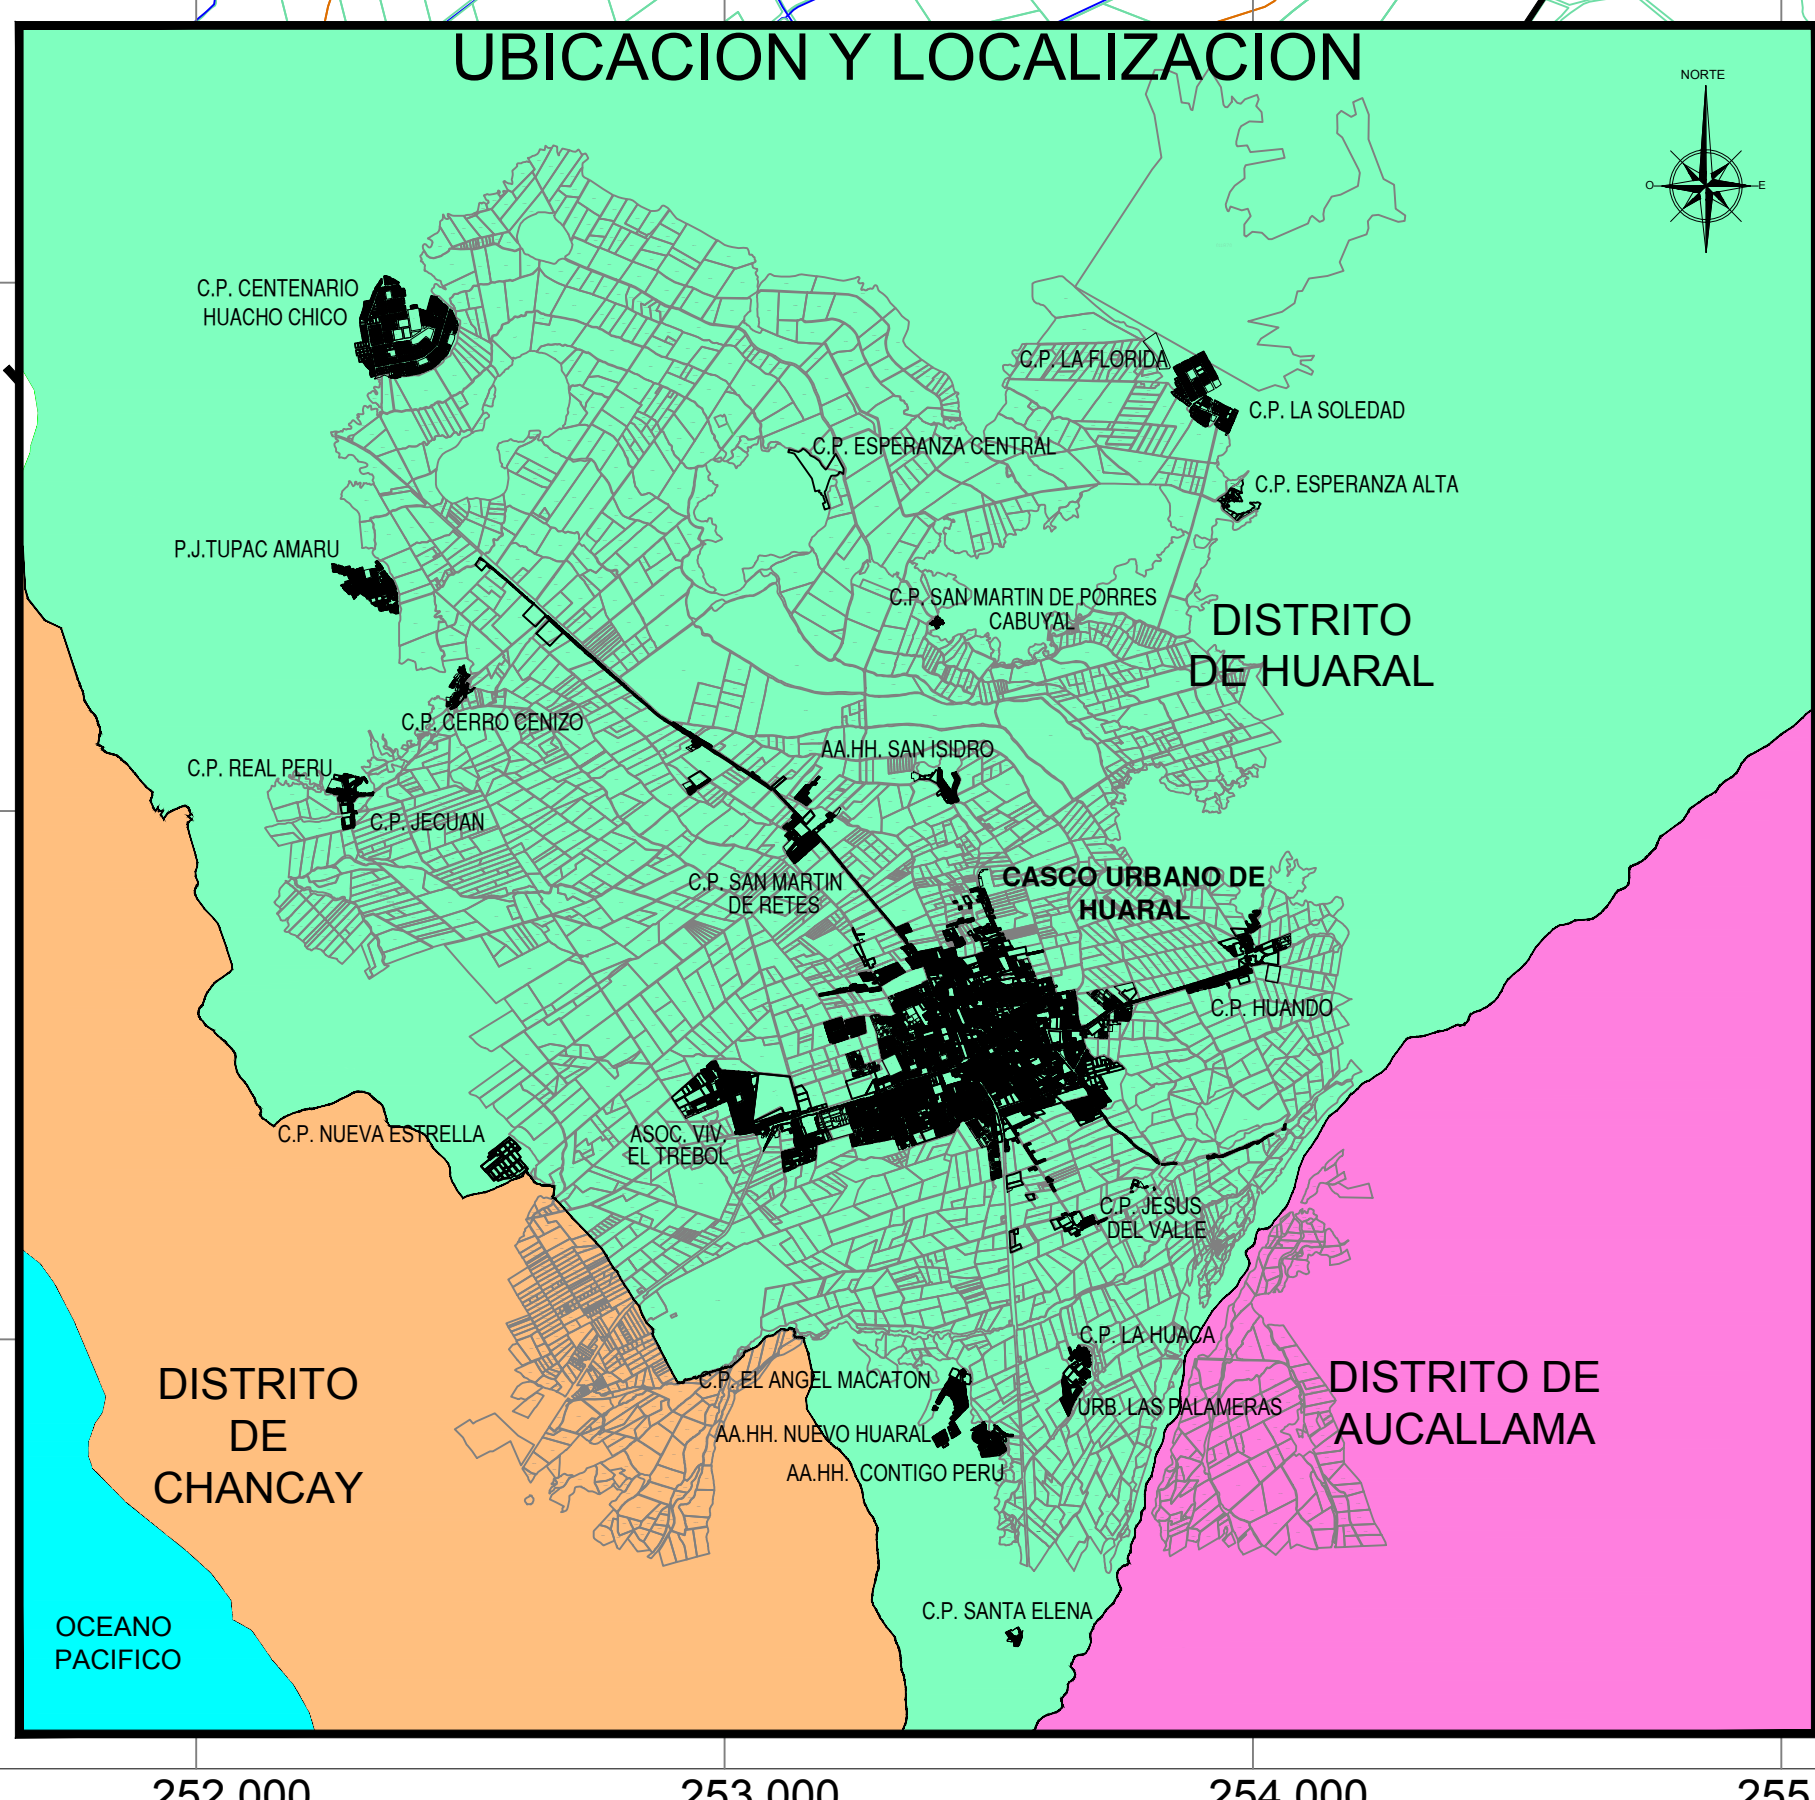 UBICACION Y LOCALIZACION
NORTE
O
E
C.P. CENTENARIO
HUACHO CHICO
C.P. LA FLORIDA
C.P. LA SOLEDAD
C.P. ESPERANZA CENTRAL
C.P. ESPERANZA ALTA
P.J.TUPAC AMARU
C.P. SAN MARTIN DE PORRES
CABUYAL
DISTRITO
DE HUARAL
C.P. CERRO CENIZO
AA.HH. SAN ISIDRO
C.P. REAL PERU
C.P. JECUAN
C.P. SAN MARTIN
DE RETES
CASCO URBANO DE
HUARAL
C.P. HUANDO
C.P. NUEVA ESTRELLA
ASOC. VIV.
EL TREBOL
C.P. JESUS
DEL VALLE
C.P. LA HUACA
C.P. EL ANGEL MACATON
URB. LAS PALAMERAS
AA.HH. NUEVO HUARAL
AA.HH. CONTIGO PERU
DISTRITO
DE
CHANCAY
DISTRITO DE
AUCALLAMA
C.P. SANTA ELENA
OCEANO
PACIFICO
252,000
253,000
254,000
255